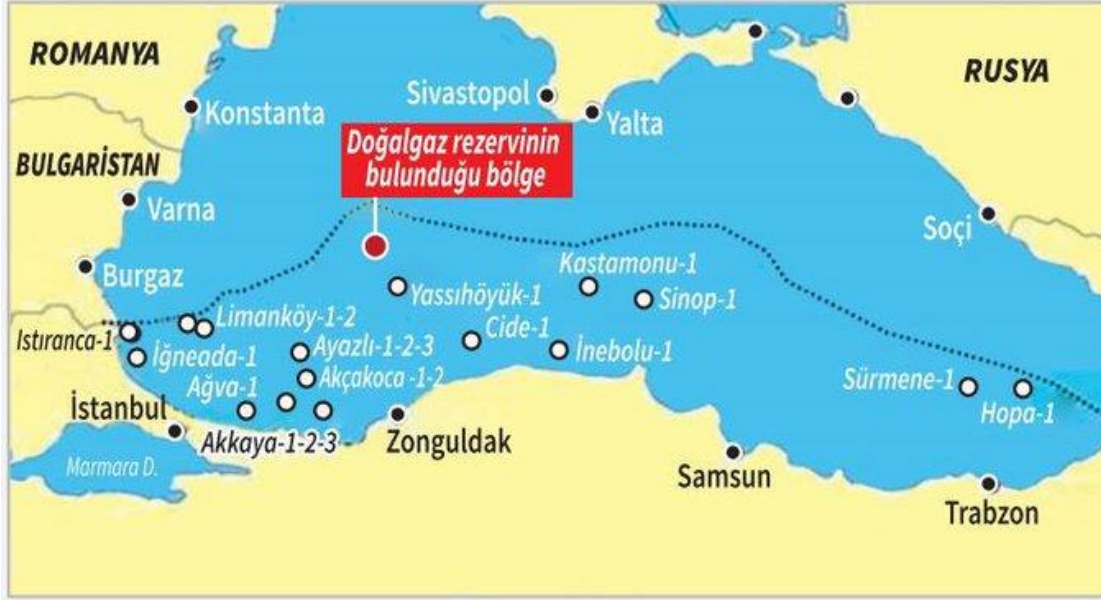 ROMANYA
RUSYA
Sivastopol
Konstanta
Yalta
Doğalgaz rezervinin
bulunduğu bölge
BULGARİSTAN
Varna
Soçi
Burgaz
Kastamonu-1
Yassıhöyük-1
Sinop-1
Limanköy-1-2
Istıranca-1
Cide-1
İğneada-1
Ayazlı-1-2-3
İnebolu-1
Ağva-1
Akçakoca -1-2
Sürmene-1
Hopa-1
İstanbul
Akkaya-1-2-3
Zonguldak
Marmara D.
Samsun
Trabzon